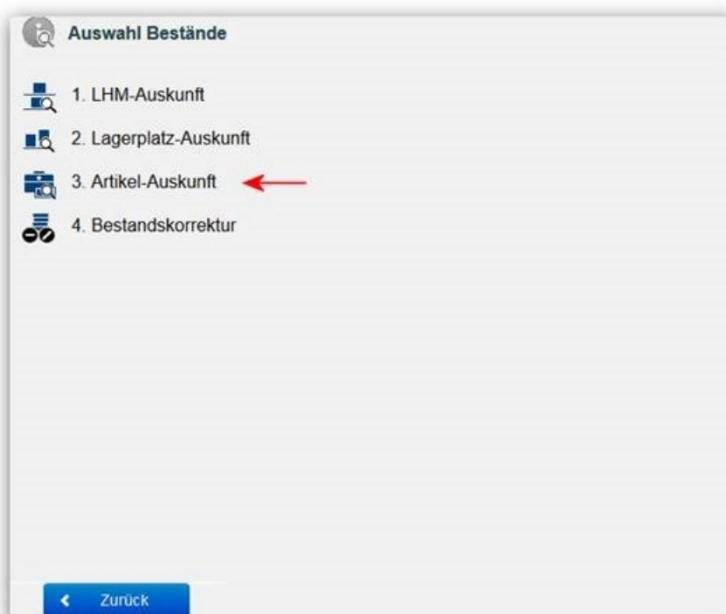 Auswahl Bestände
1. LHM-Auskunft
2. Lagerplatz-Auskunft
3. Artikel-Auskunft
4. Bestandskorrektur
Zurück